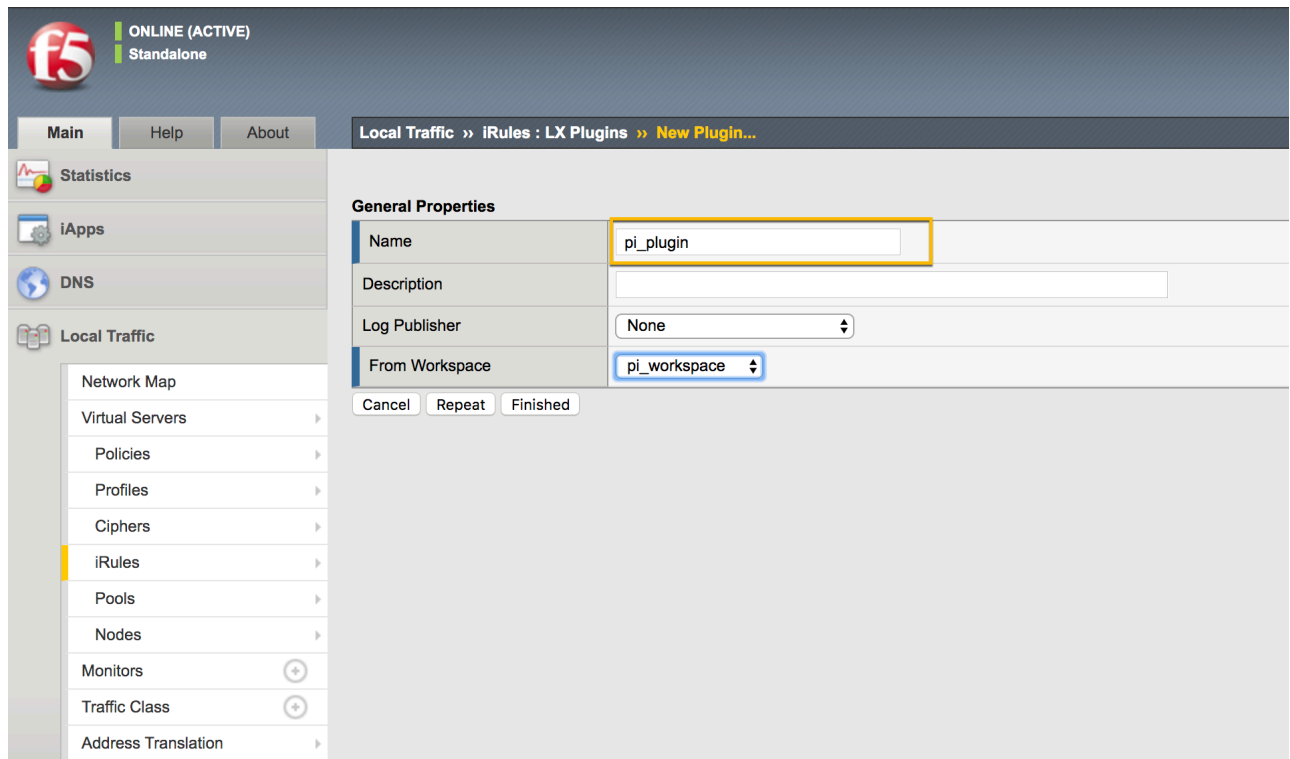 f5
ONLINE (ACTIVE)
Standalone
Main Help About
Local Traffic ›› iRules : LX Plugins ›› New Plugin...
Statistics
iApps
DNS
Local Traffic
Network Map
Virtual Servers
Policies
Profiles
Ciphers
iRules
Pools
Nodes
Monitors
Traffic Class
Address Translation
General Properties
Name pi_plugin
Description
Log Publisher None
From Workspace pi_workspace
Cancel Repeat Finished